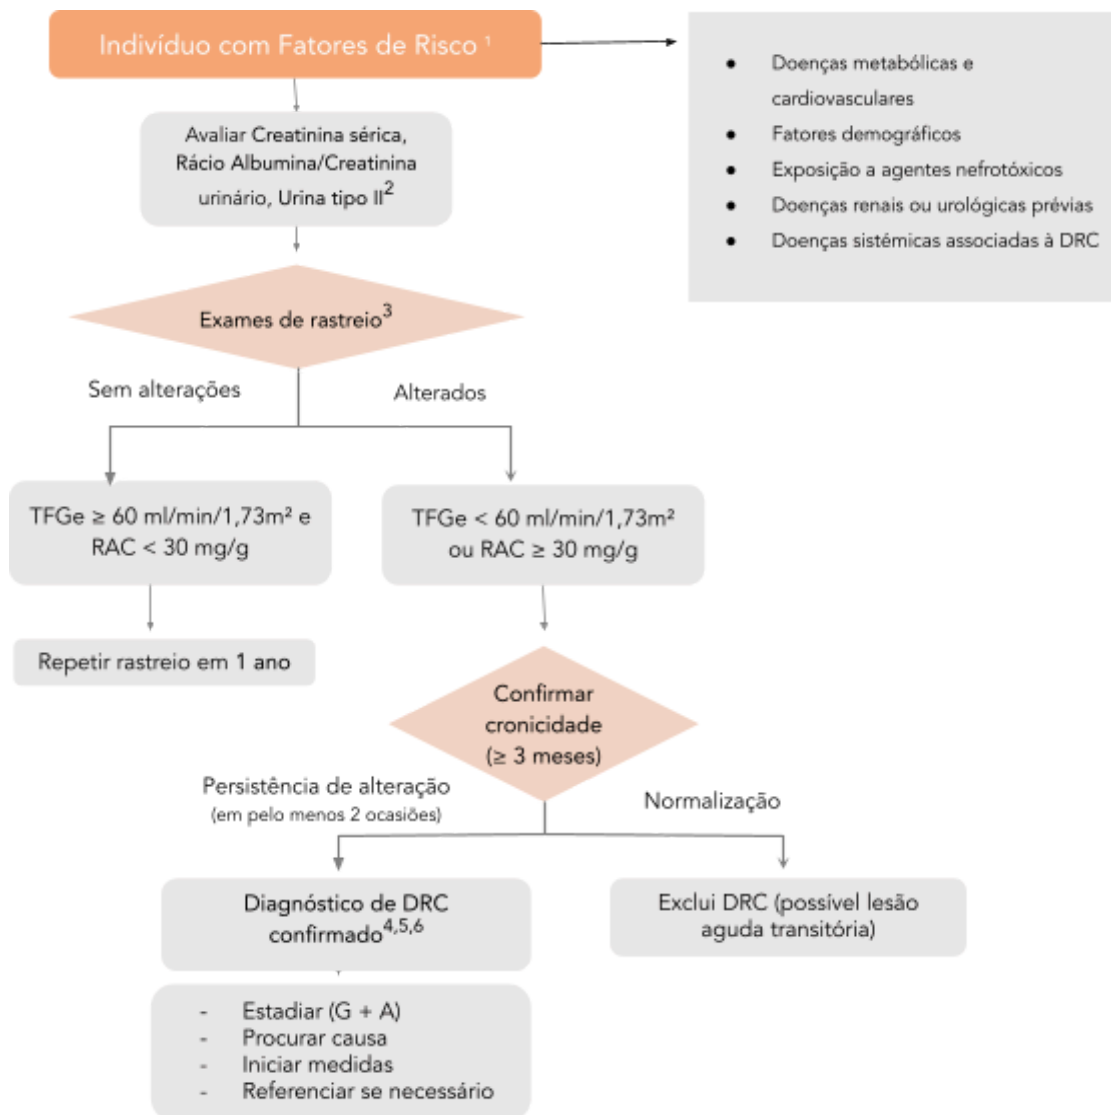 Indivíduo com Fatores de Risco ¹
● Doenças metabólicas e
cardiovasculares
● Fatores demográficos
● Exposição a agentes nefrotóxicos
● Doenças renais ou urológicas prévias
● Doenças sistémicas associadas à DRC
Avaliar Creatinina sérica,
Rácio Albumina/Creatinina
urinário, Urina tipo II²
Exames de rastreio³
Sem alterações
Alterados
TFGe ≥ 60 ml/min/1,73m² e
RAC < 30 mg/g
TFGe < 60 ml/min/1,73m²
ou RAC ≥ 30 mg/g
Repetir rastreio em 1 ano
Confirmar
cronicidade
(≥ 3 meses)
Persistência de alteração
(em pelo menos 2 ocasiões)
Normalização
Diagnóstico de DRC
confirmado⁴,⁵,⁶
Exclui DRC (possível lesão
aguda transitória)
- Estadiar (G + A)
- Procurar causa
- Iniciar medidas
- Referenciar se necessário